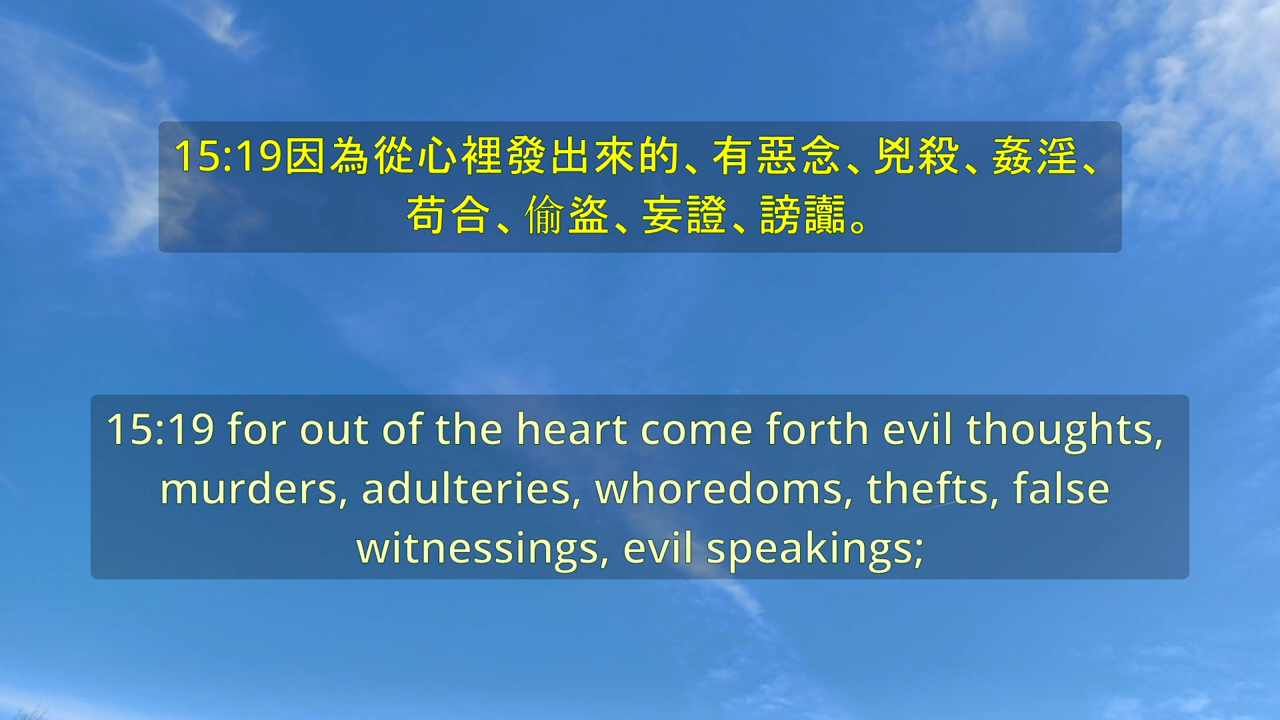 15:19因為從心裡發出來的、有惡念、兇殺、姦淫、
苟合、偷盜、妄證、謗讟。
15:19 for out of the heart come forth evil thoughts,
murders, adulteries, whoredoms, thefts, false
witnessings, evil speakings;